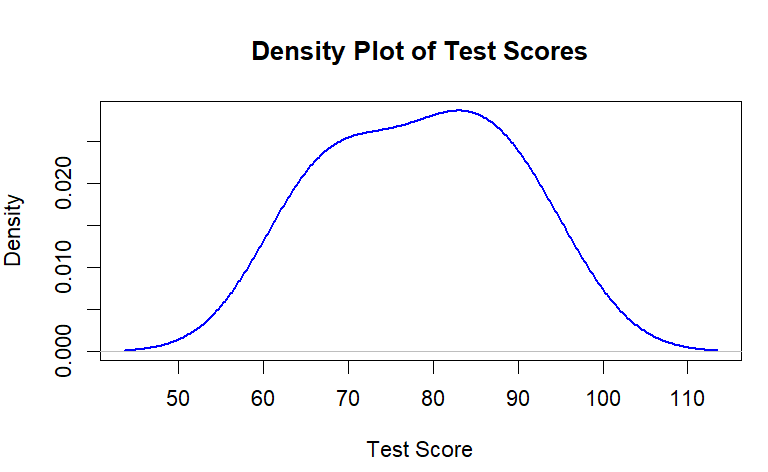 Density Plot of Test Scores
Density
0.020
0.010
0.000
50 60 70 80 90 100 110
Test Score